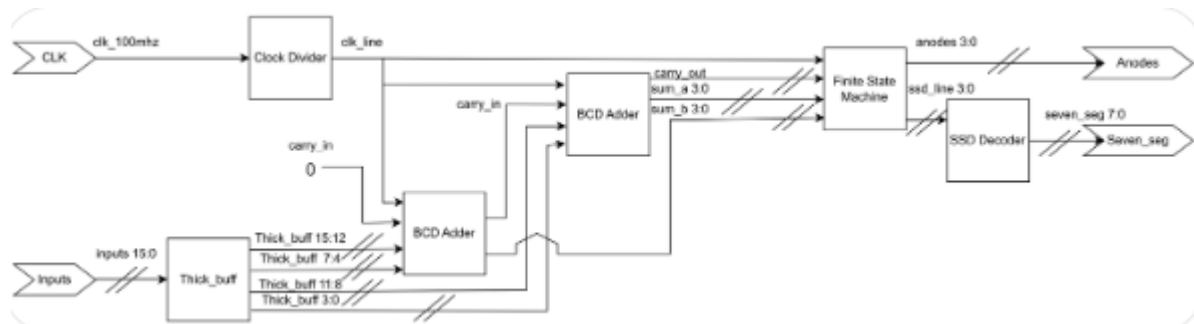 CLK
clk_100mhz
Clock Divider
clk_line
carry_in
0
carry_in
BCD Adder
BCD Adder
carry_out
sum_a 3:0
sum_b 3:0
Finite State
Machine
anodes 3:0
Anodes
ssd_line 3:0
SSD Decoder
seven_seg 7:0
Seven_seg
Inputs
inputs 15:0
Thick_buff
Thick_buff 15:12
Thick_buff 7:4
Thick_buff 11:8
Thick_buff 3:0